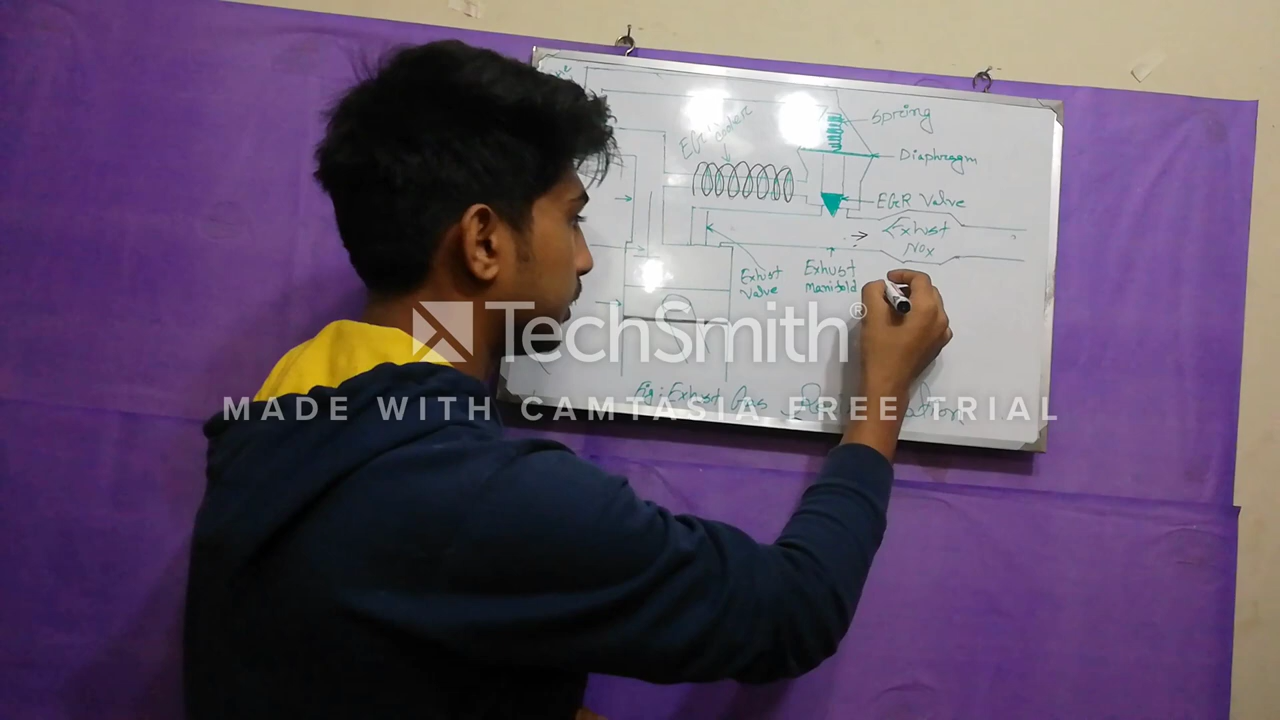 Spring
EGR cooler
Diaphragm
EGR Valve
Exhust
NOx
Exhust
Valve
Exhust
Manifold
TechSmith®
MADE WITH CAMTASIA FREE TRIAL
Fig: Exhust Gas